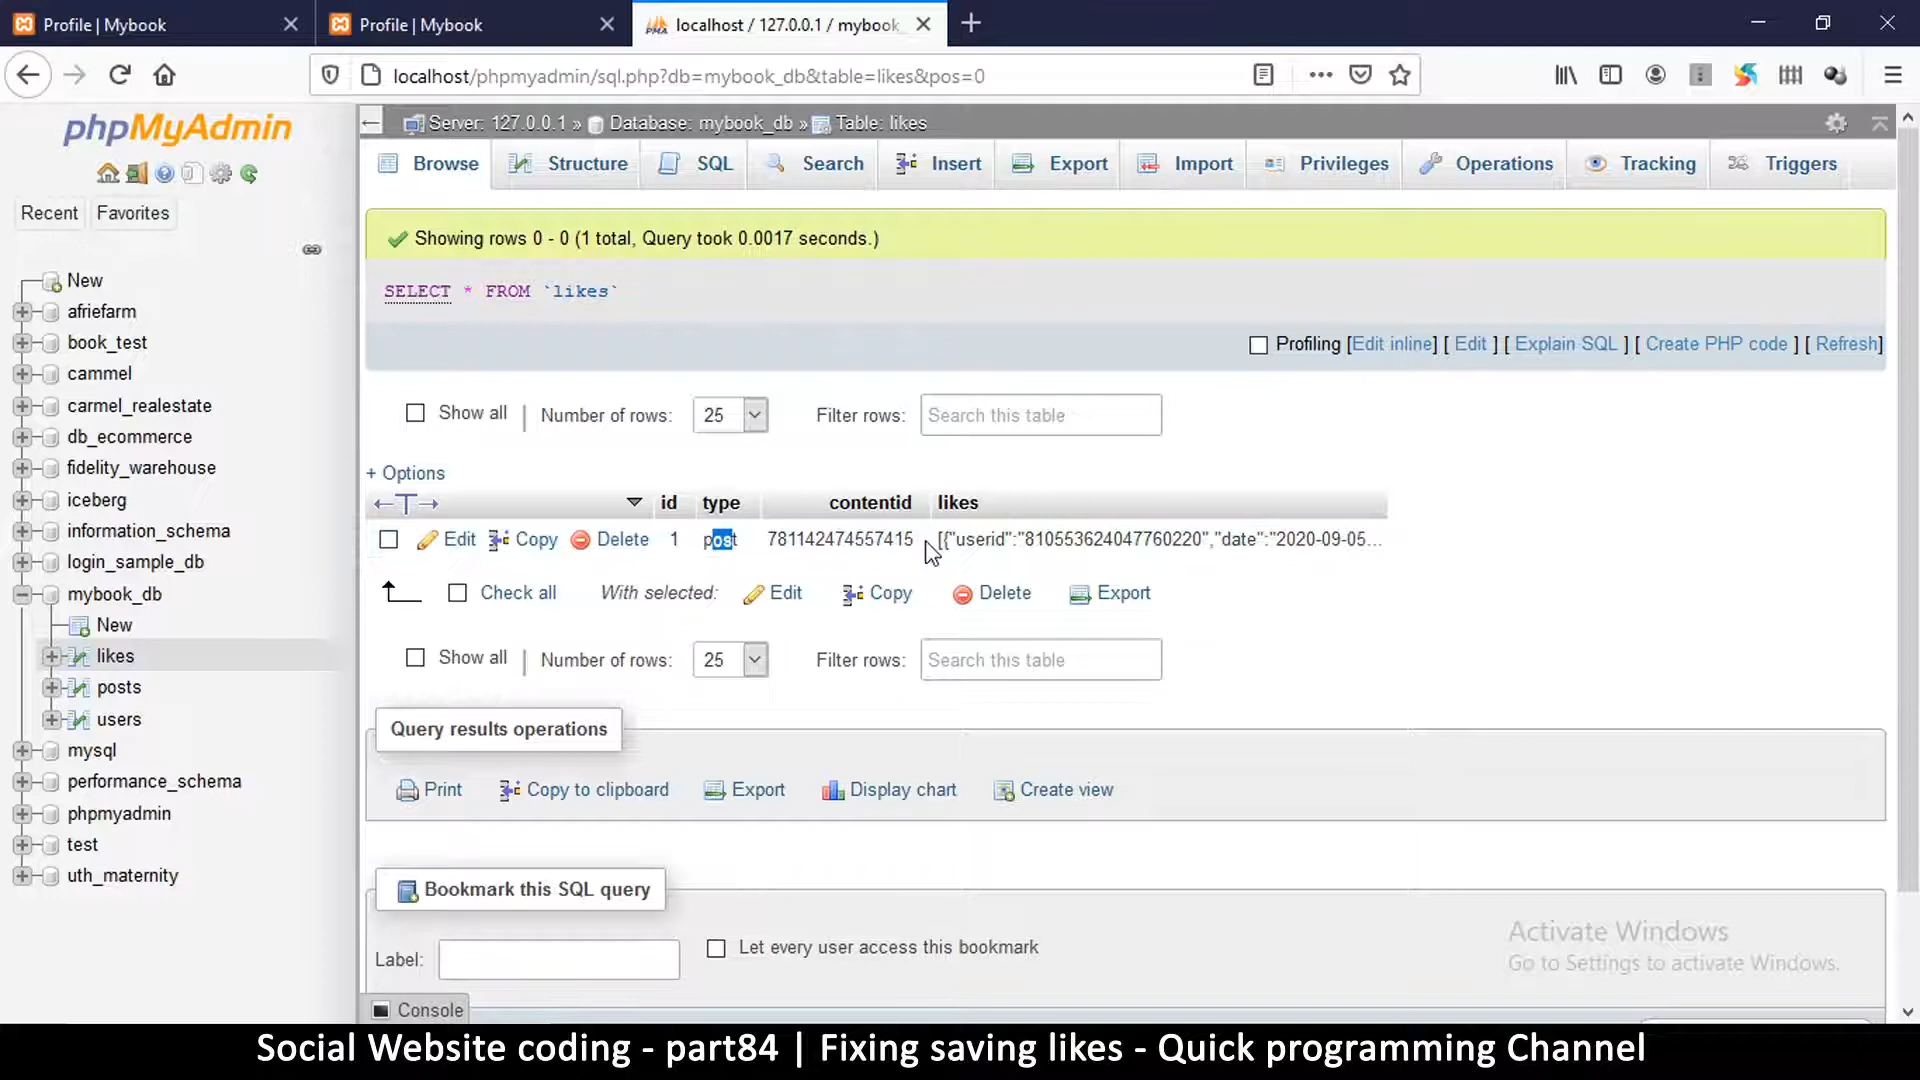 Profile | Mybook
Profile | Mybook
localhost / 127.0.0.1 / mybook_
localhost/phpmyadmin/sql.php?db=mybook_db&table=likes&pos=0
phpMyAdmin
Recent
Favorites
New
afriefarm
book_test
cammel
carmel_realestate
db_ecommerce
fidelity_warehouse
iceberg
information_schema
login_sample_db
mybook_db
New
likes
posts
users
mysql
performance_schema
phpmyadmin
test
uth_maternity
Server: 127.0.0.1 » Database: mybook_db » Table: likes
Browse Structure SQL Search Insert Export Import Privileges Operations Tracking Triggers
Showing rows 0 - 0 (1 total, Query took 0.0017 seconds.)
SELECT * FROM `likes`
Profiling [Edit inline] [ Edit ] [ Explain SQL ] [ Create PHP code ] [ Refresh]
Show all | Number of rows: 25 Filter rows: Search this table
+ Options
←T→ id type contentid likes
Edit Copy Delete 1 post 781142474557415 [{"userid":"810553624047760220","date":"2020-09-05...
Check all With selected: Edit Copy Delete Export
Show all | Number of rows: 25 Filter rows: Search this table
Query results operations
Print Copy to clipboard Export Display chart Create view
Bookmark this SQL query
Label: Let every user access this bookmark
Activate Windows
Go to Settings to activate Windows.
Console
Social Website coding - part84 | Fixing saving likes - Quick programming Channel